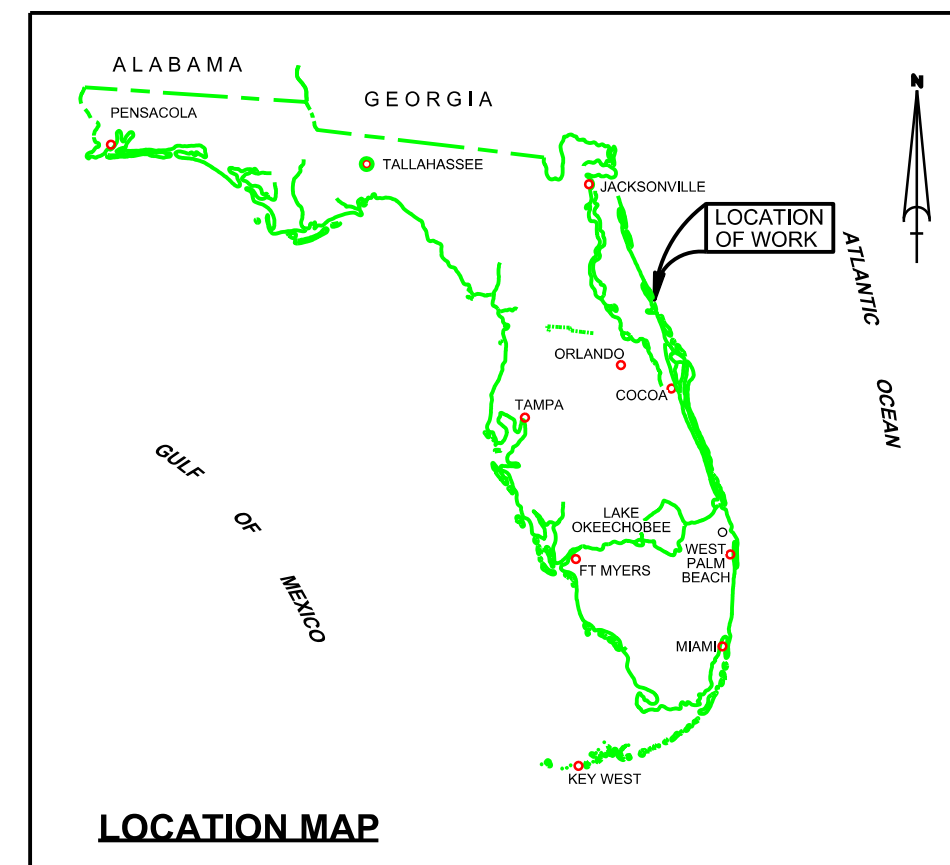 ALABAMA
GEORGIA
N
PENSACOLA
TALLAHASSEE
JACKSONVILLE
LOCATION
OF WORK
ATLANTIC
OCEAN
ORLANDO
COCOA
TAMPA
GULF
OF
MEXICO
LAKE
OKEECHOBEE
WEST
PALM
BEACH
FT MYERS
MIAMI
KEY WEST
LOCATION MAP